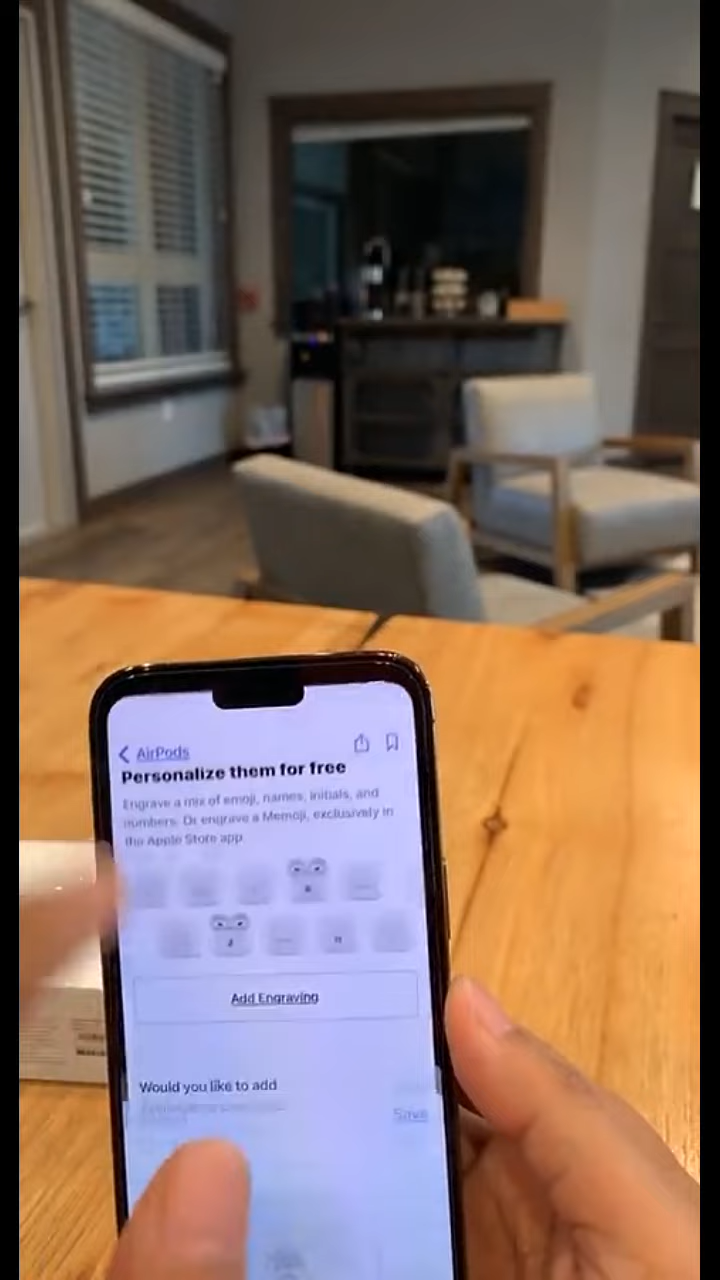 AirPods
Personalize them for free
Engrave a mix of emoji, names, initials, and
numbers. Or engrave a Memoji, exclusively in
the Apple Store app.
Add Engraving
Would you like to add
Save